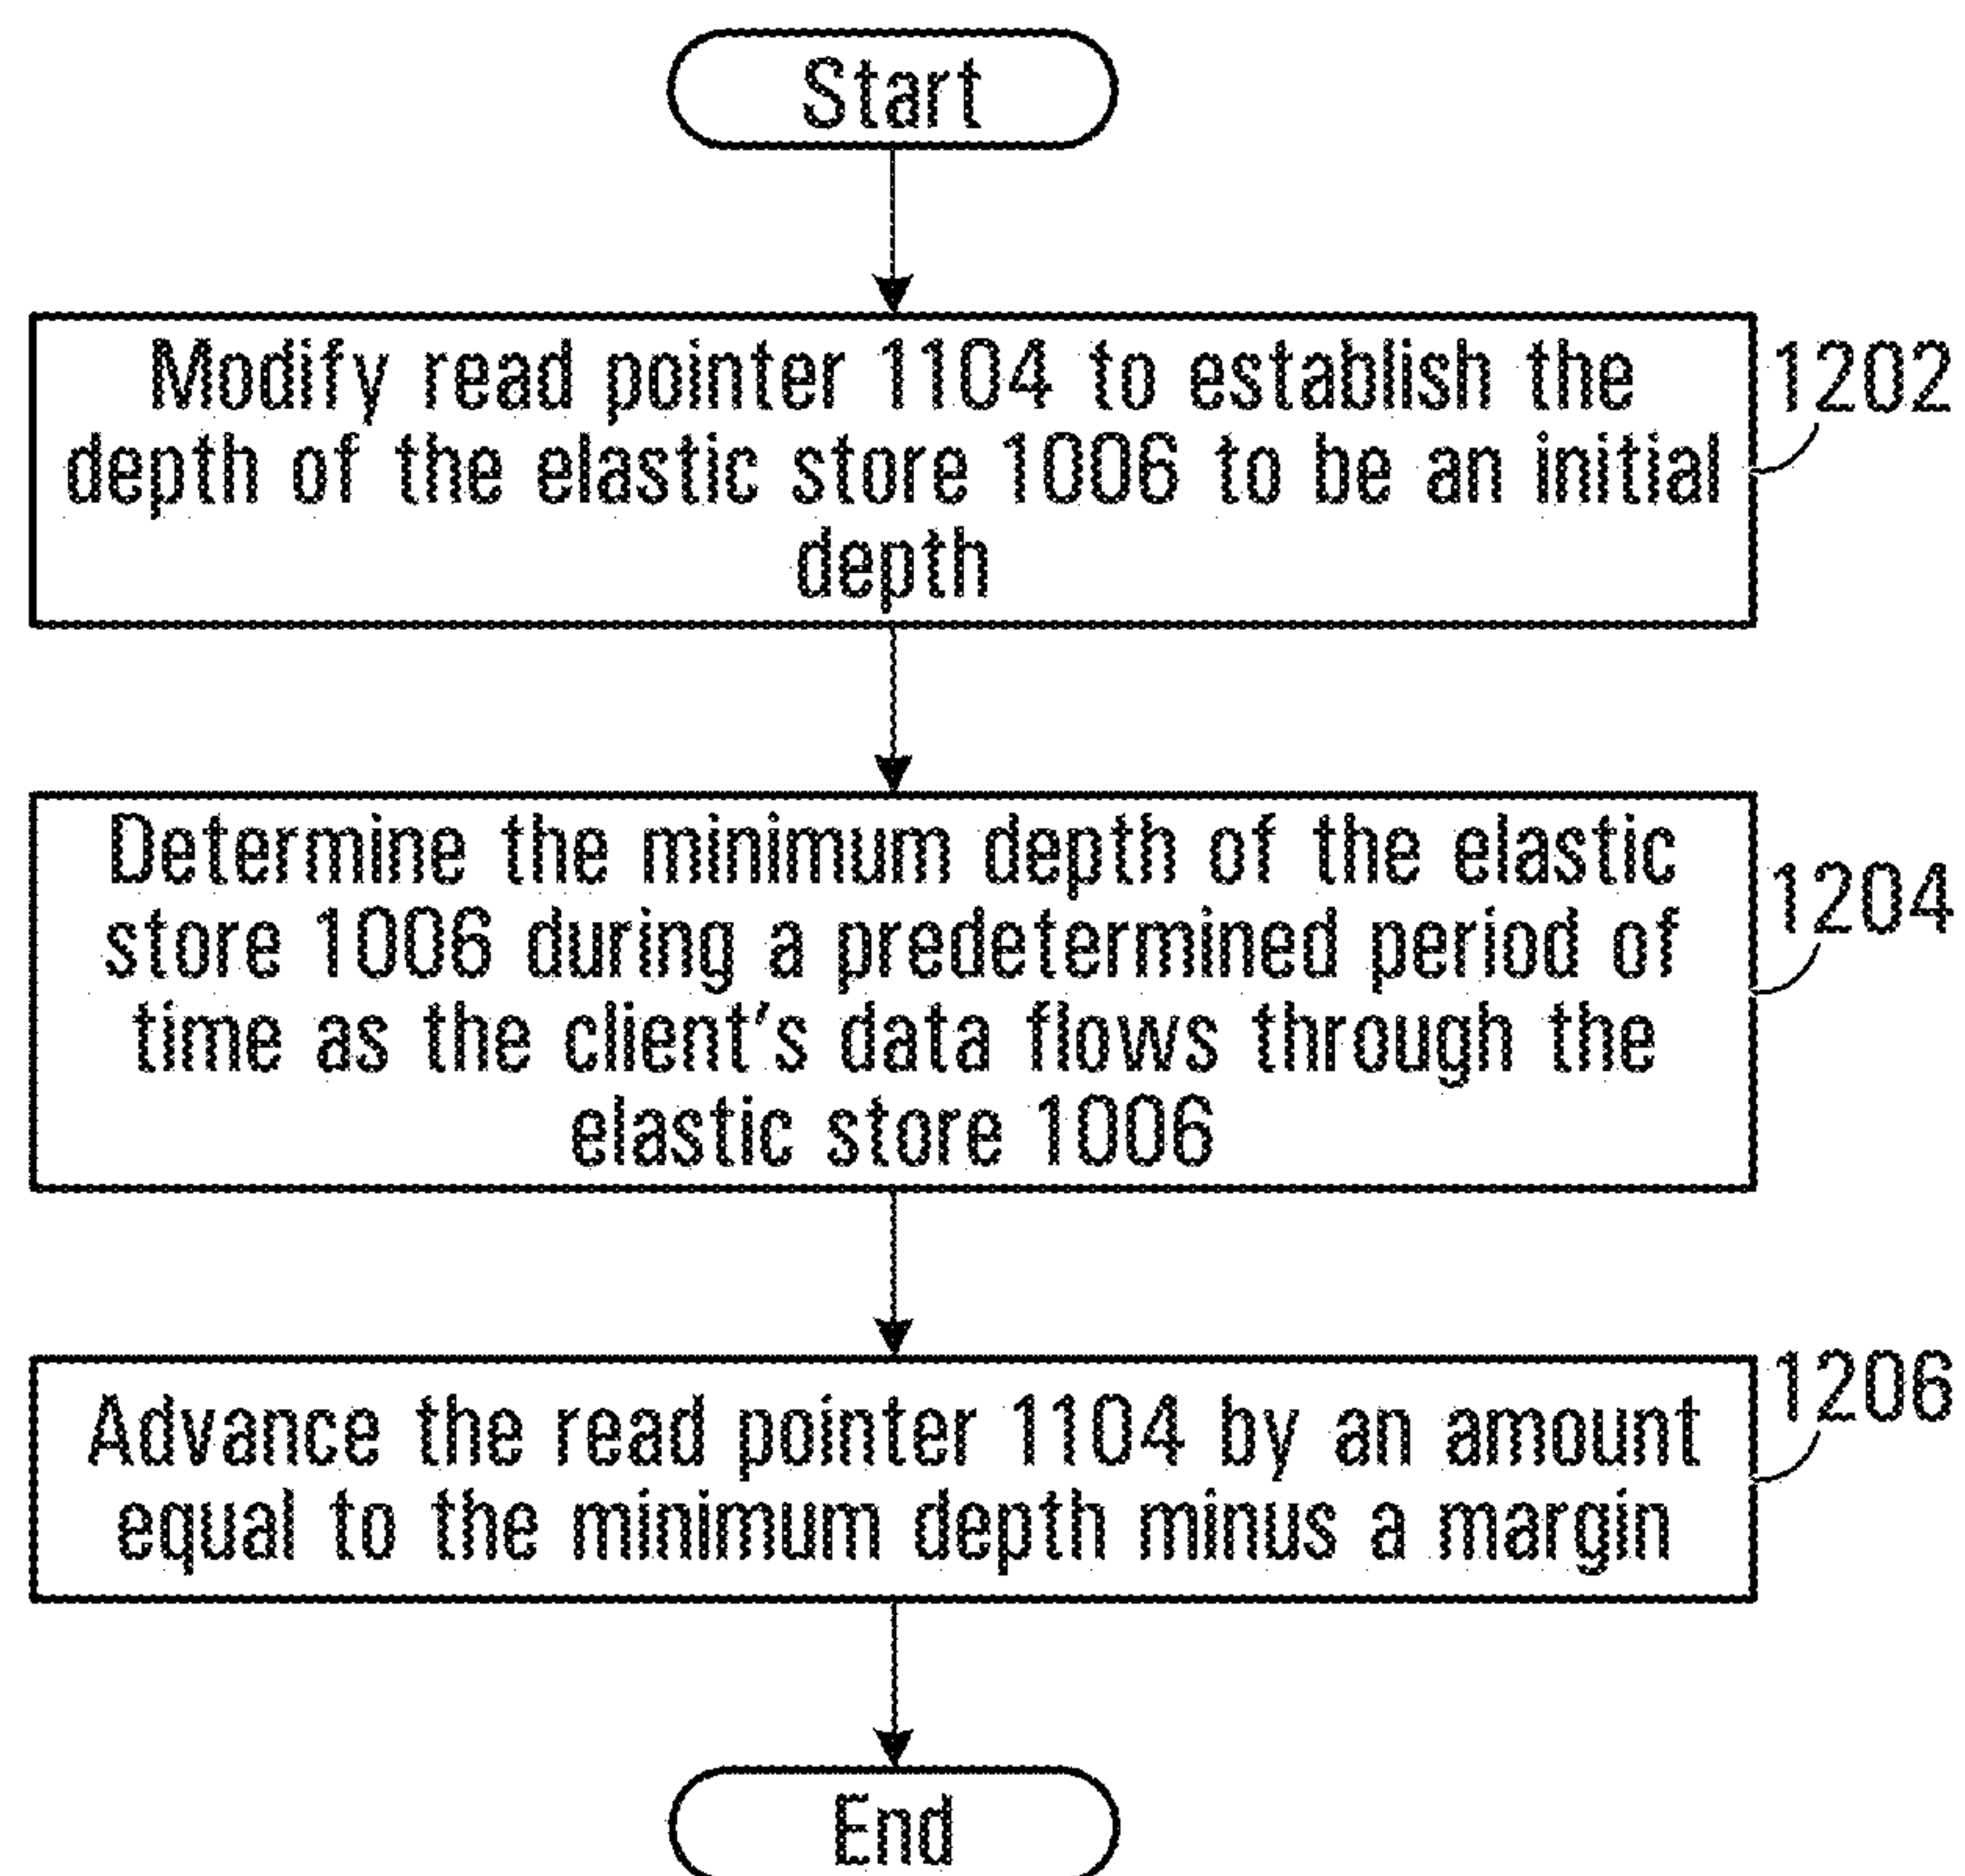 Start
Modify read pointer 1104 to establish the
depth of the elastic store 1006 to be an initial
depth
1202
Determine the minimum depth of the elastic
store 1006 during a predetermined period of
time as the client's data flows through the
elastic store 1006
1204
Advance the read pointer 1104 by an amount
equal to the minimum depth minus a margin
1206
End